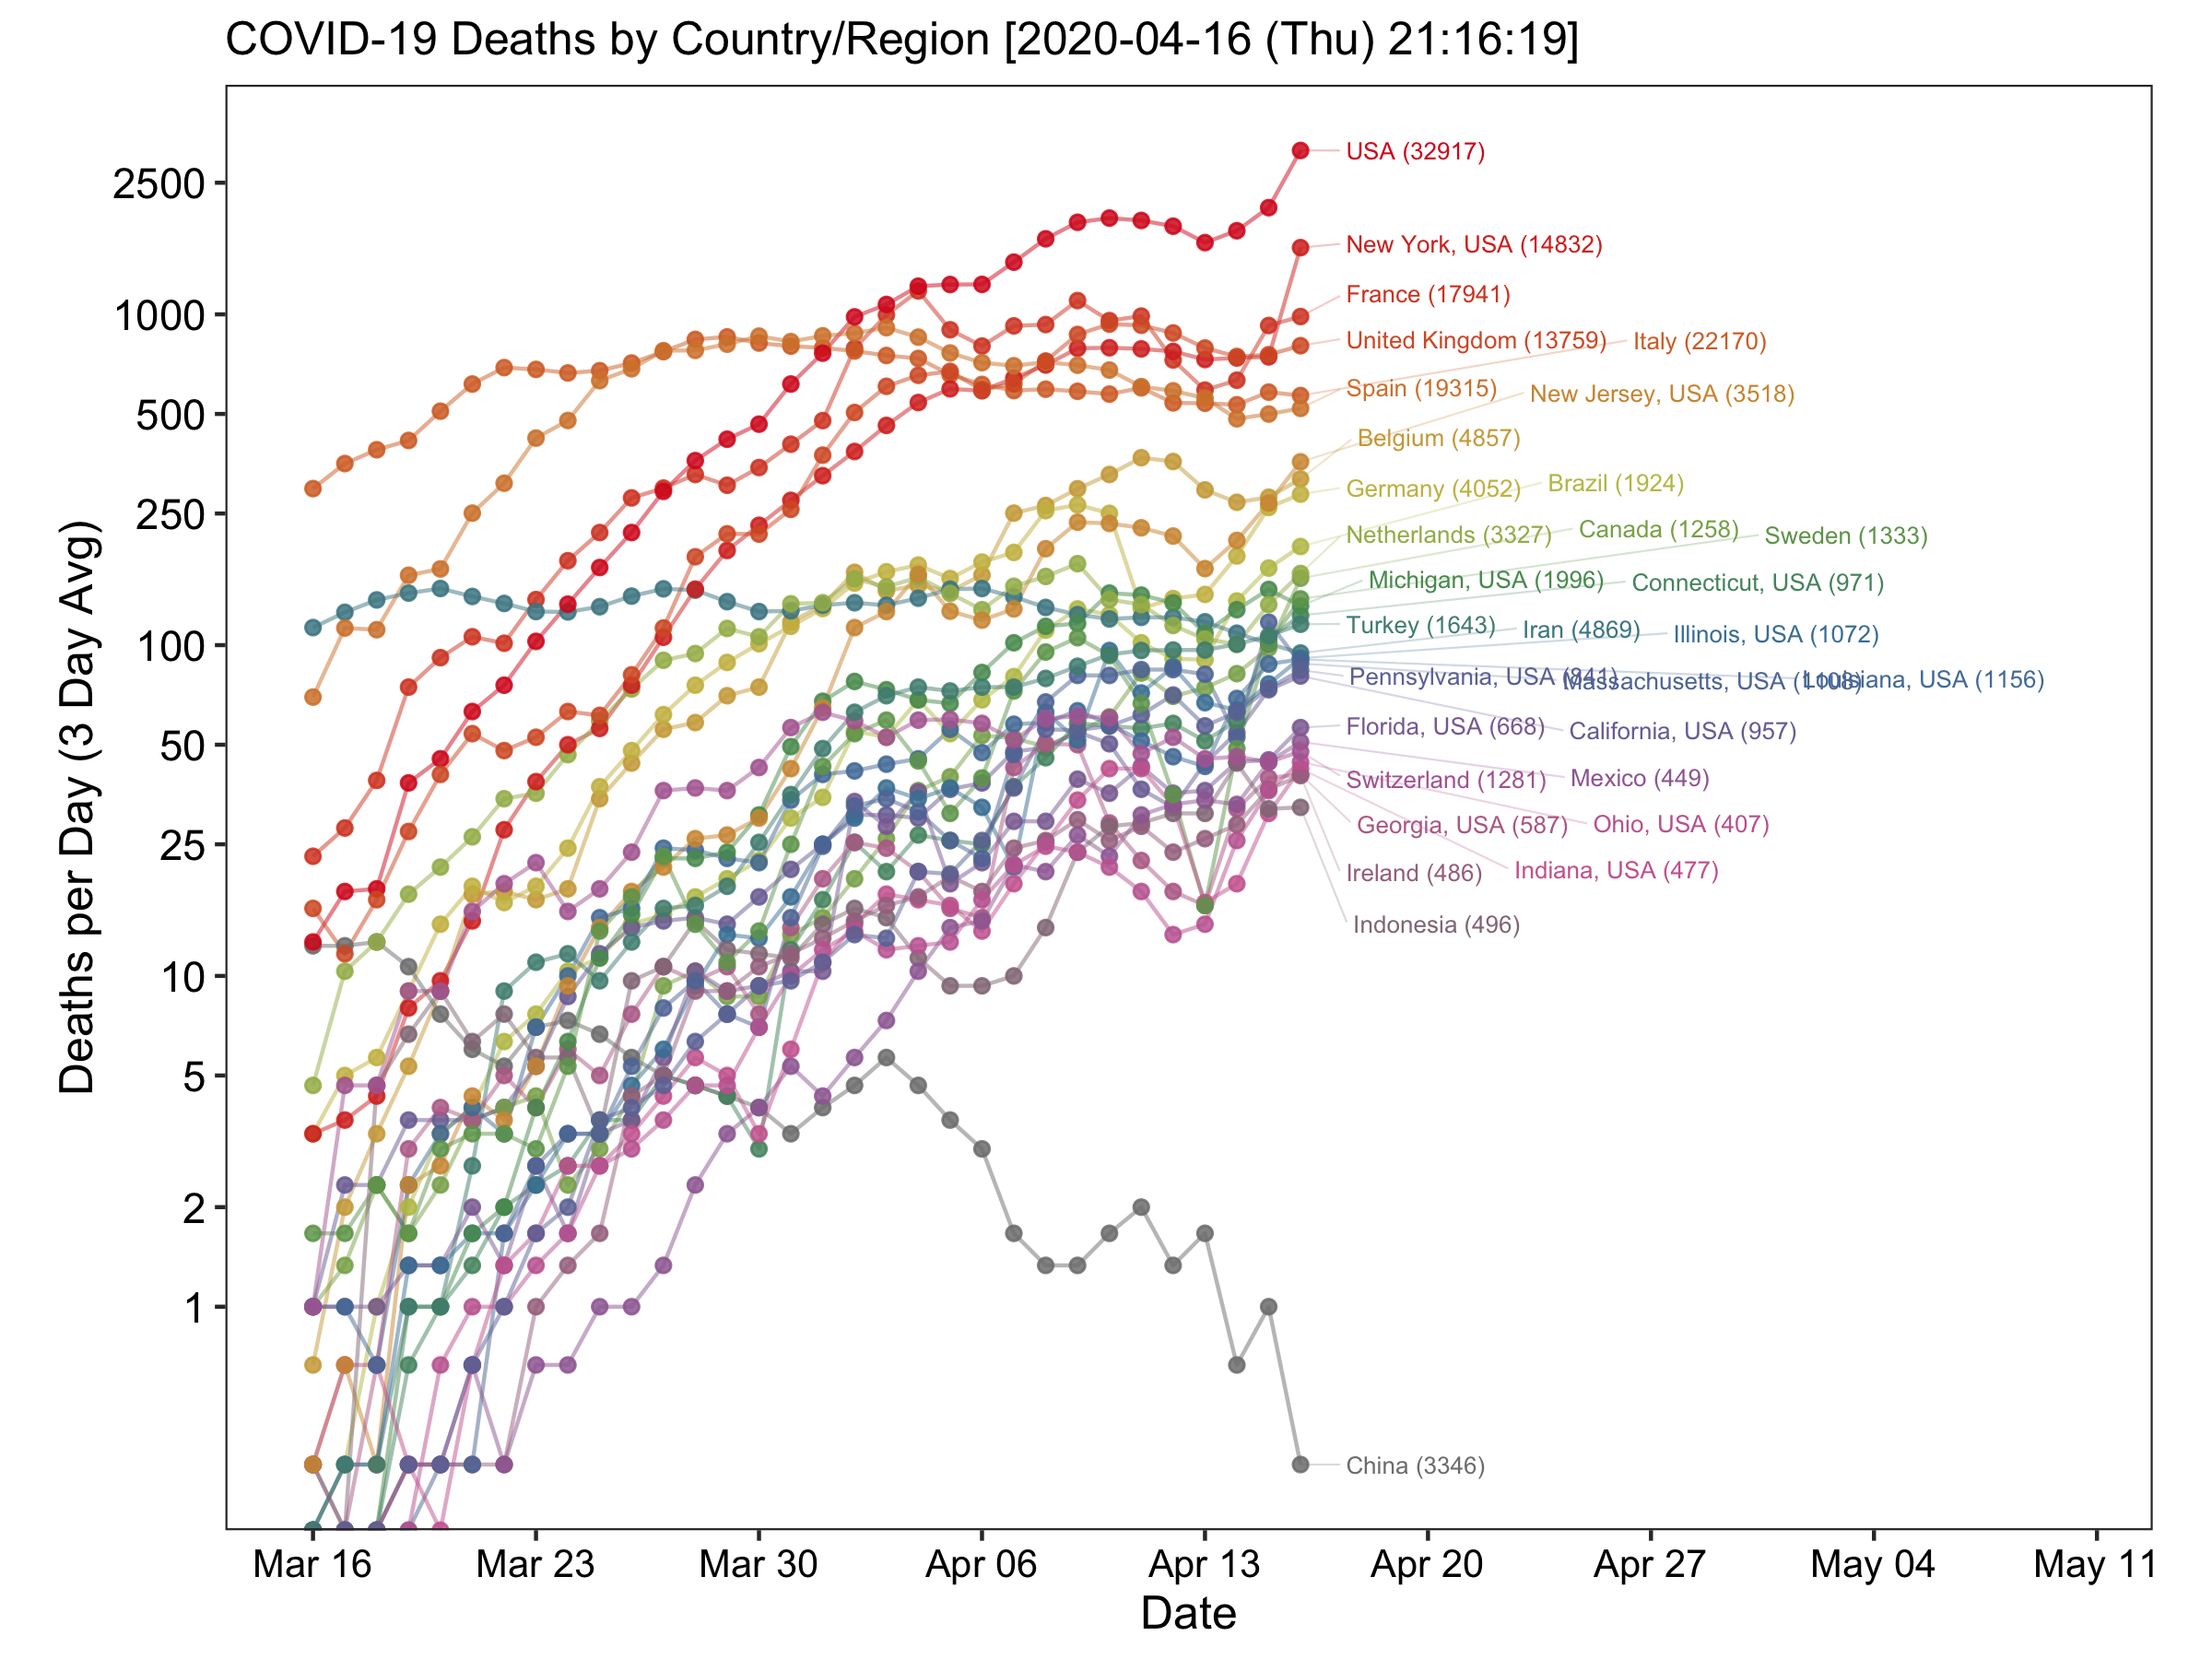 COVID-19 Deaths by Country/Region [2020-04-16 (Thu) 21:16:19]
Deaths per Day (3 Day Avg)
2500
1000
500
250
100
50
25
10
5
2
1
USA (32917)
New York, USA (14832)
France (17941)
United Kingdom (13759)
Italy (22170)
Spain (19315)
New Jersey, USA (3518)
Belgium (4857)
Germany (4052)
Brazil (1924)
Netherlands (3327)
Canada (1258)
Sweden (1333)
Michigan, USA (1996)
Connecticut, USA (971)
Turkey (1643)
Iran (4869)
Illinois, USA (1072)
Pennsylvania, USA (841)
Massachusetts, USA (1108)
Louisiana, USA (1156)
Florida, USA (668)
California, USA (957)
Switzerland (1281)
Mexico (449)
Georgia, USA (587)
Ohio, USA (407)
Ireland (486)
Indiana, USA (477)
Indonesia (496)
China (3346)
Mar 16
Mar 23
Mar 30
Apr 06
Apr 13
Apr 20
Apr 27
May 04
May 11
Date